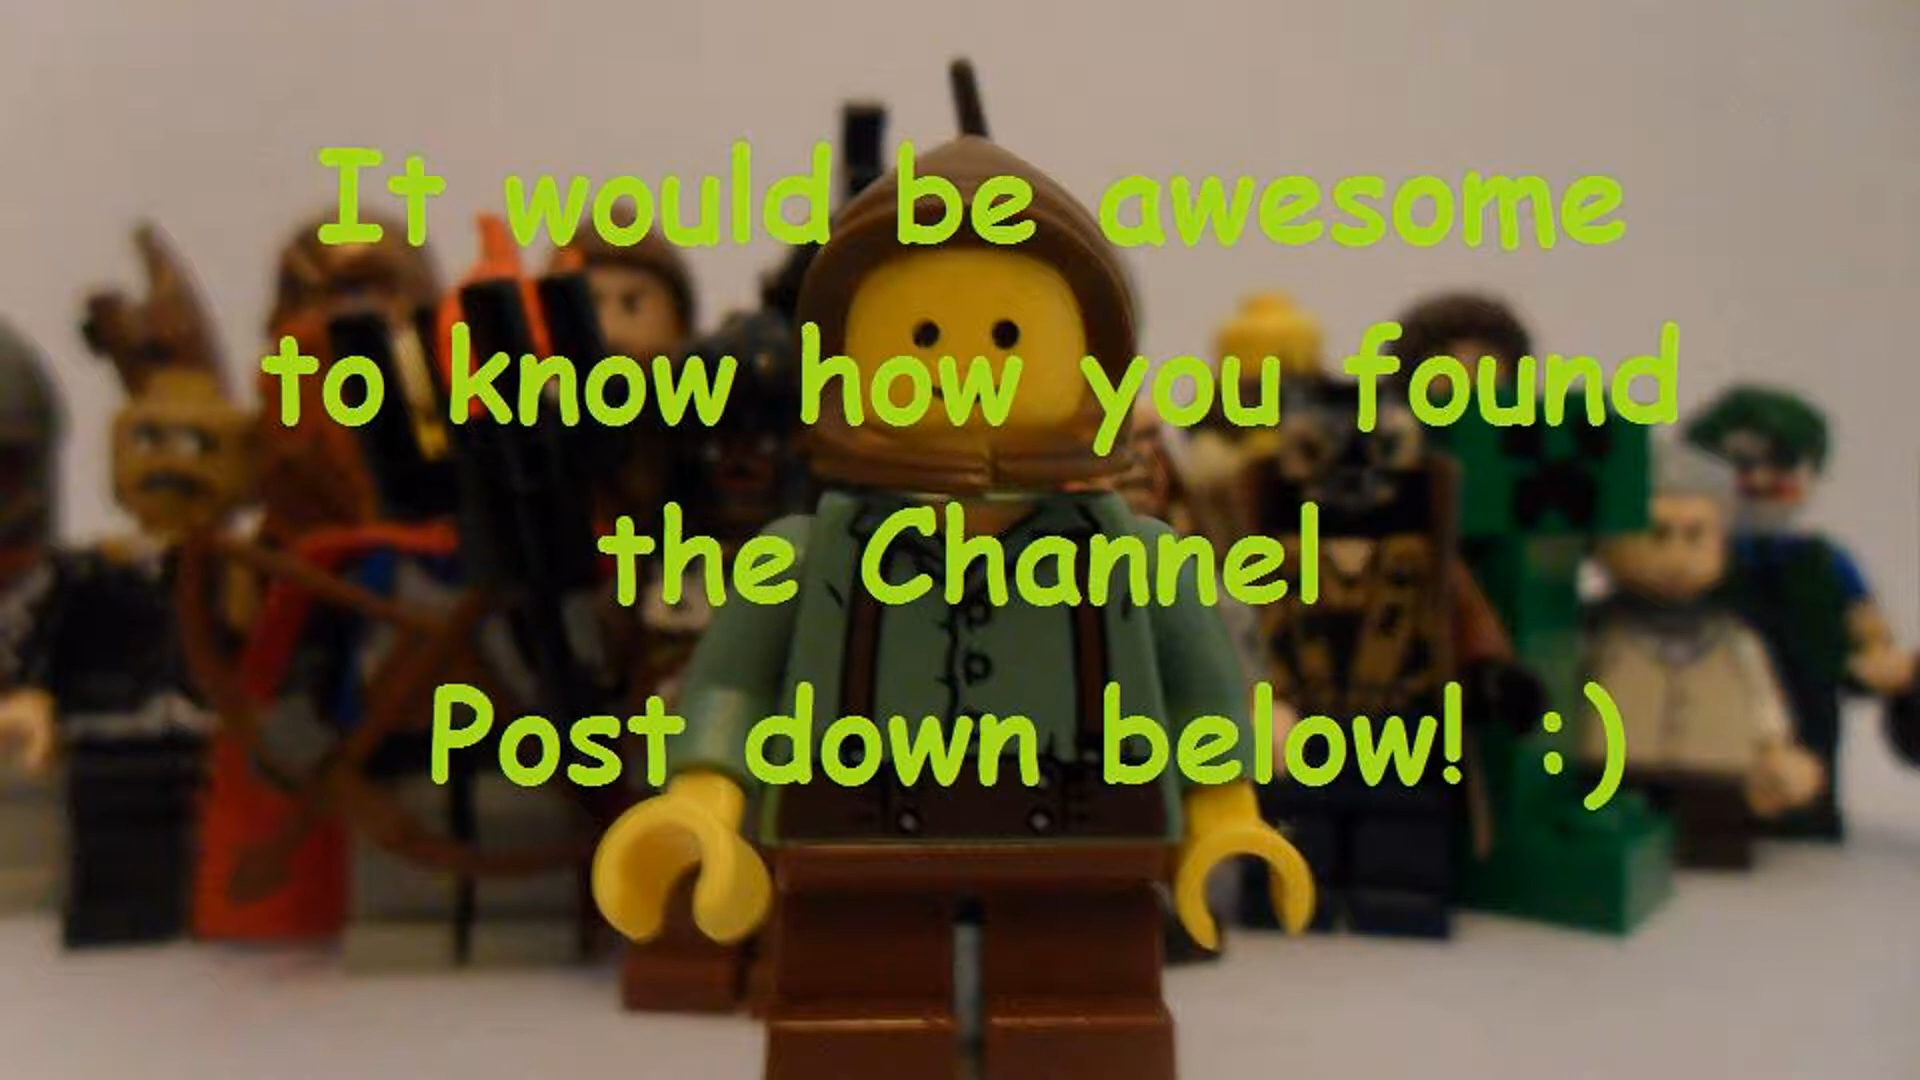 It would be awesome
to know how you found
the Channel
Post down below! :)